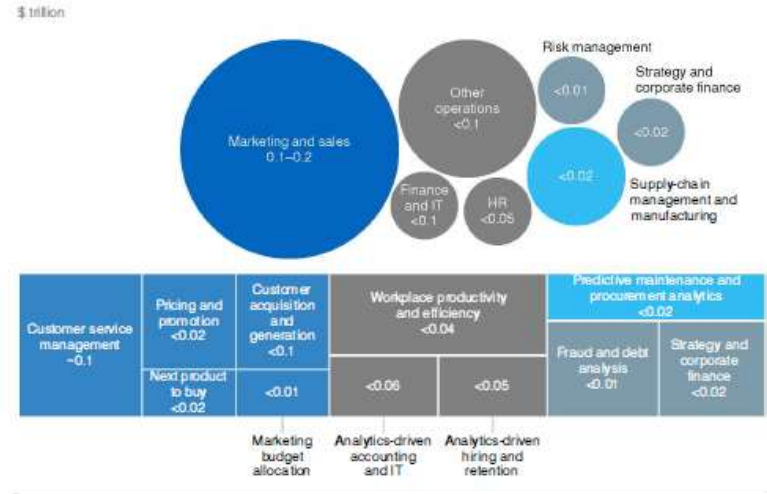 $ trillion
Risk management
<0.01
Strategy and
corporate finance
<0.02
Other
operations
<0.1
Marketing and sales
0.1–0.2
<0.02
Supply-chain
management and
manufacturing
Finance
and IT
<0.1
HR
<0.05
Customer service
management
~0.1
Pricing and
promotion
<0.02
Next product
to buy
<0.02
Customer
acquisition
and
generation
<0.1
<0.01
Marketing
budget
allocation
Workplace productivity
and efficiency
<0.04
<0.06
Analytics-driven
accounting
and IT
<0.05
Analytics-driven
hiring and
retention
Predictive maintenance and
procurement analytics
<0.02
Fraud and debt
analysis
<0.01
Strategy and
corporate
finance
<0.02